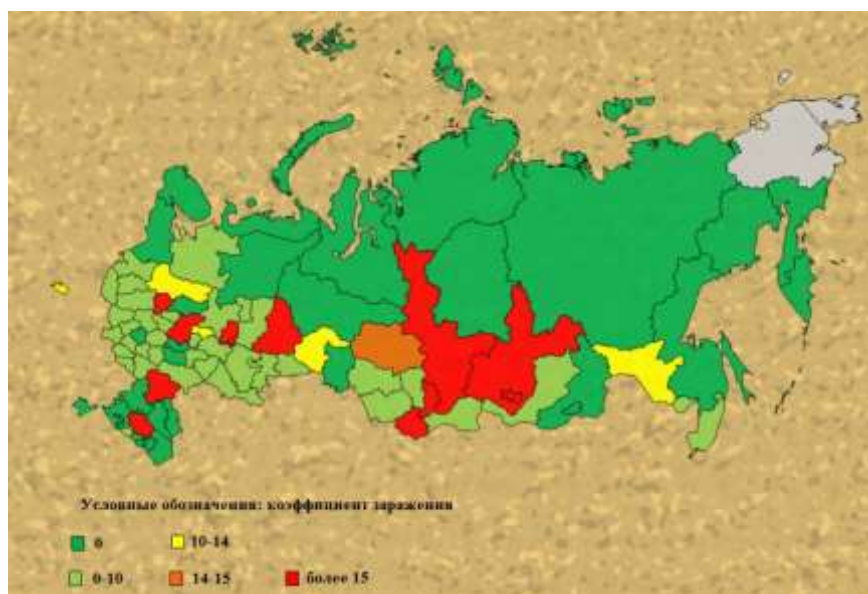 Условные обозначения: коэффициент заражения
0 10-14
0-10 14-15 более 15